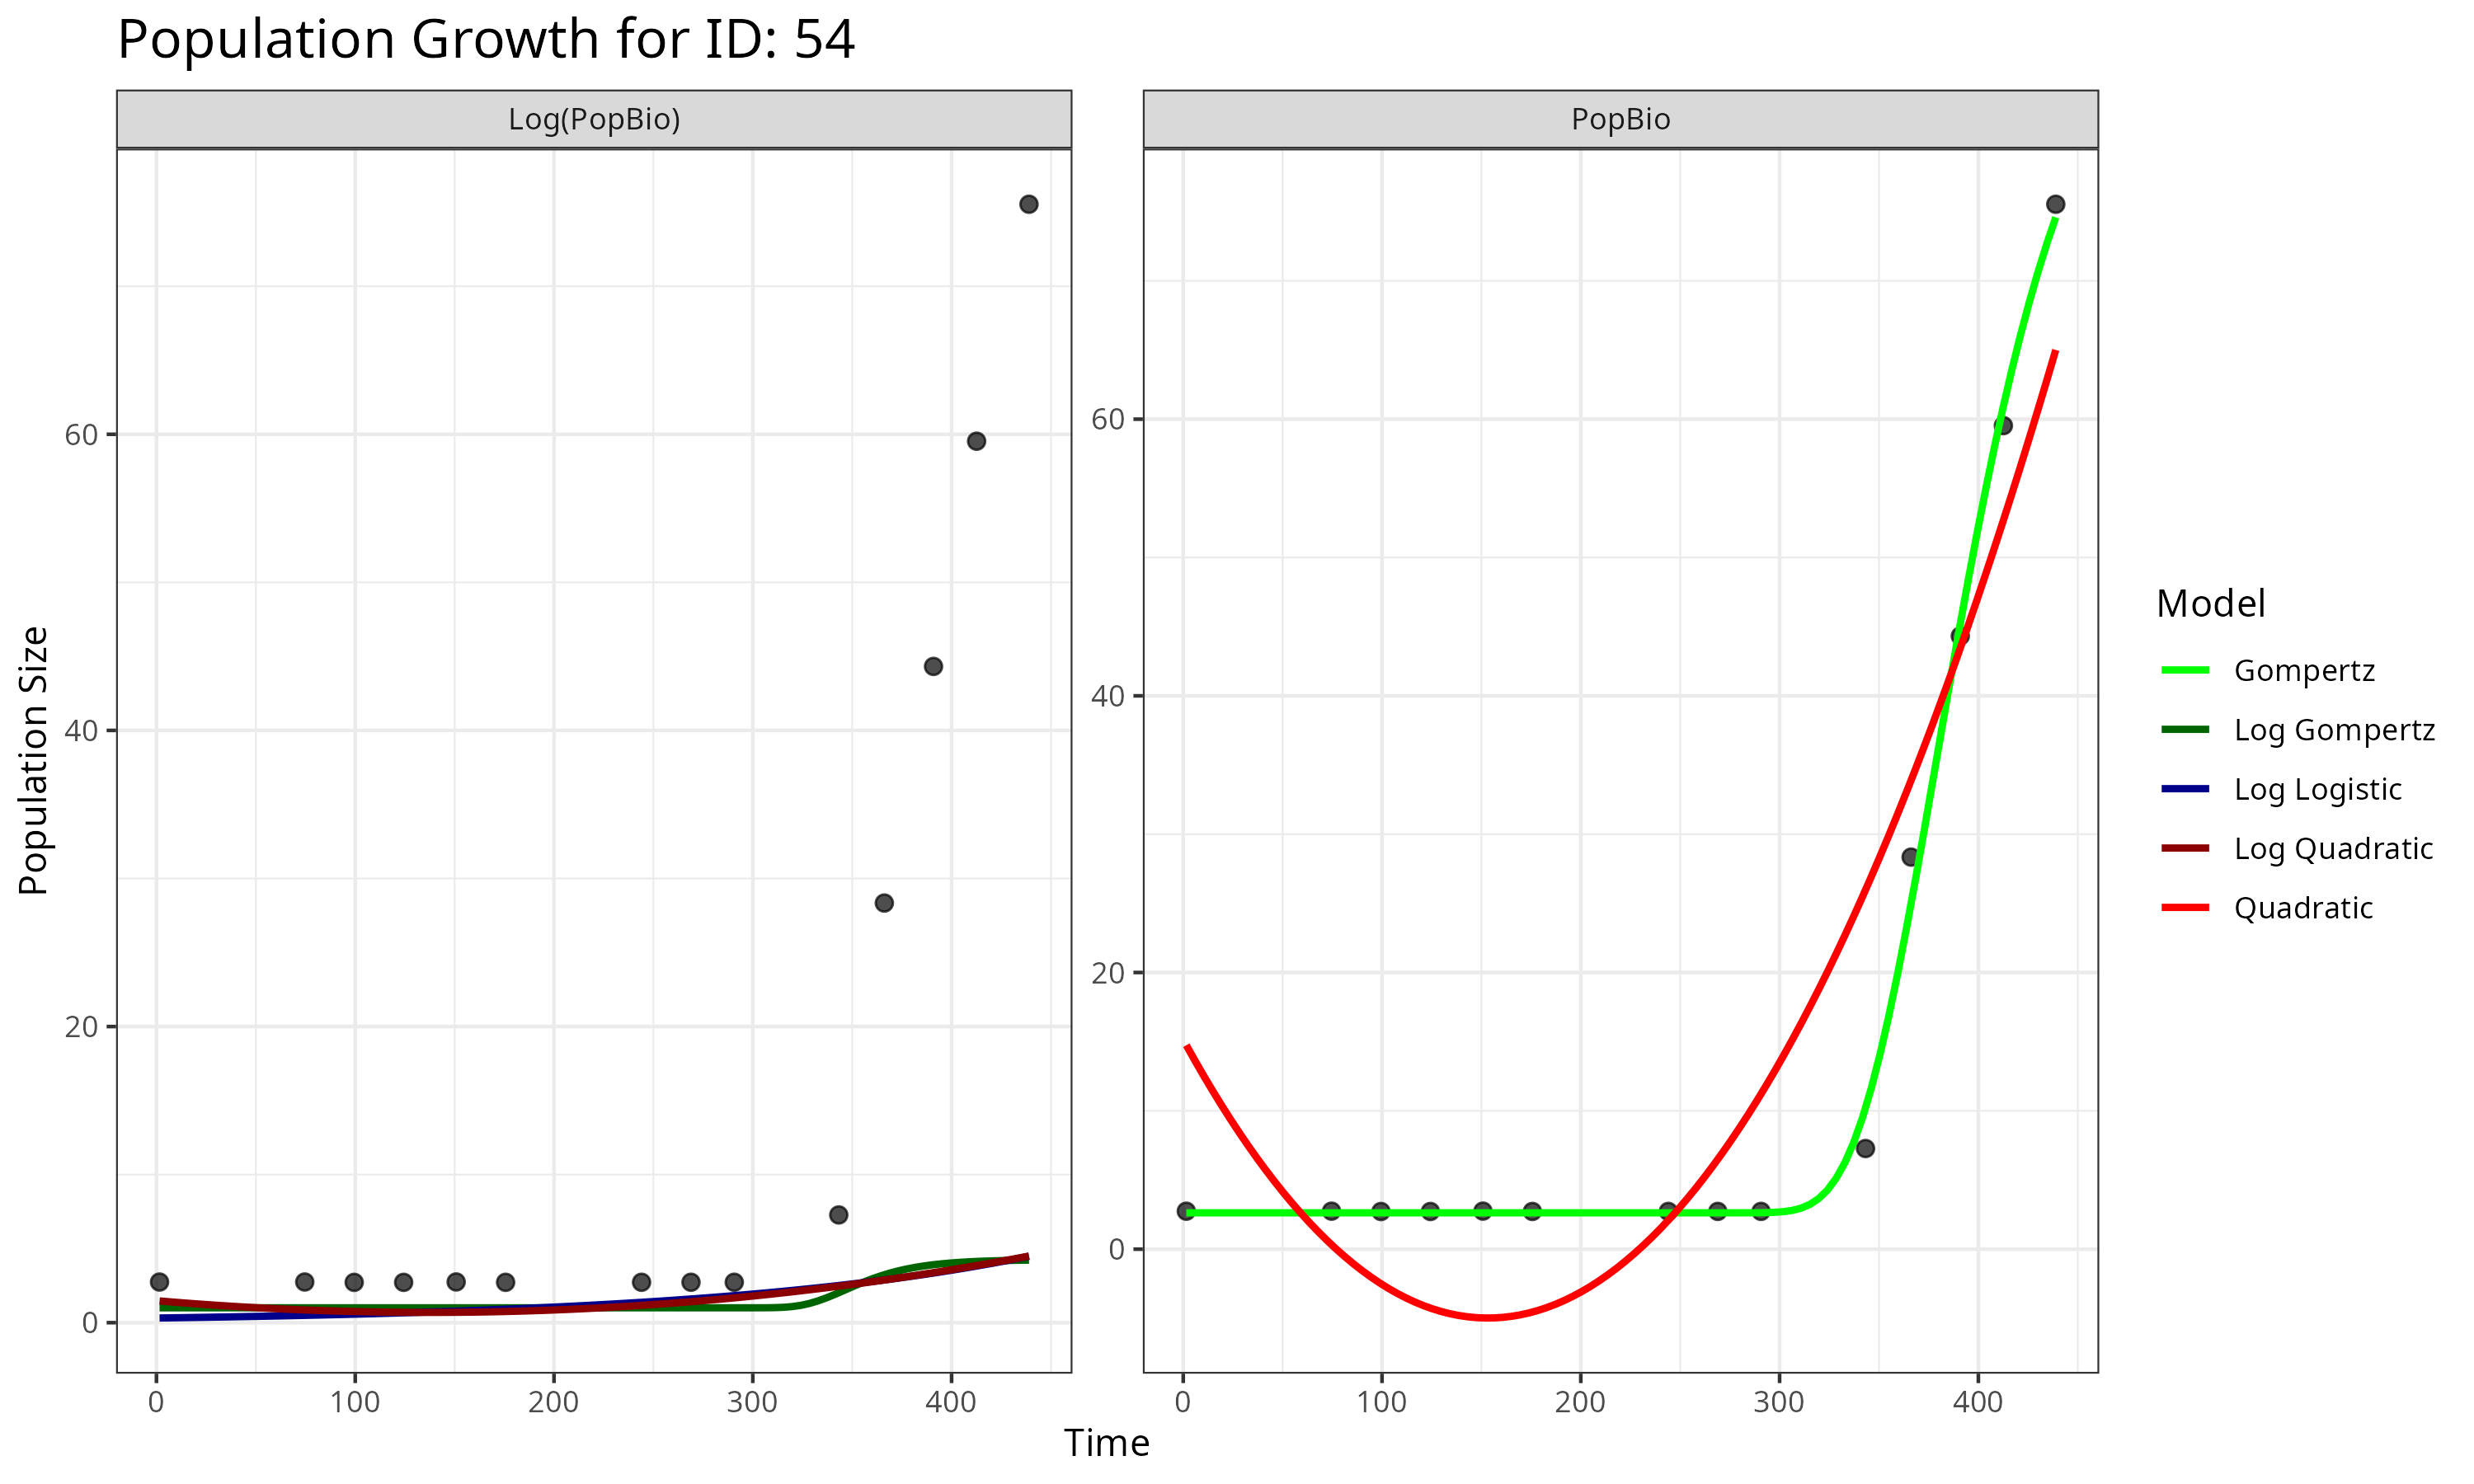 Population Growth for ID: 54
Log(PopBio)
PopBio
Population Size
60
40
20
0
60
40
20
0
0 100 200 300 400
0 100 200 300 400
Time
Model
Gompertz
Log Gompertz
Log Logistic
Log Quadratic
Quadratic